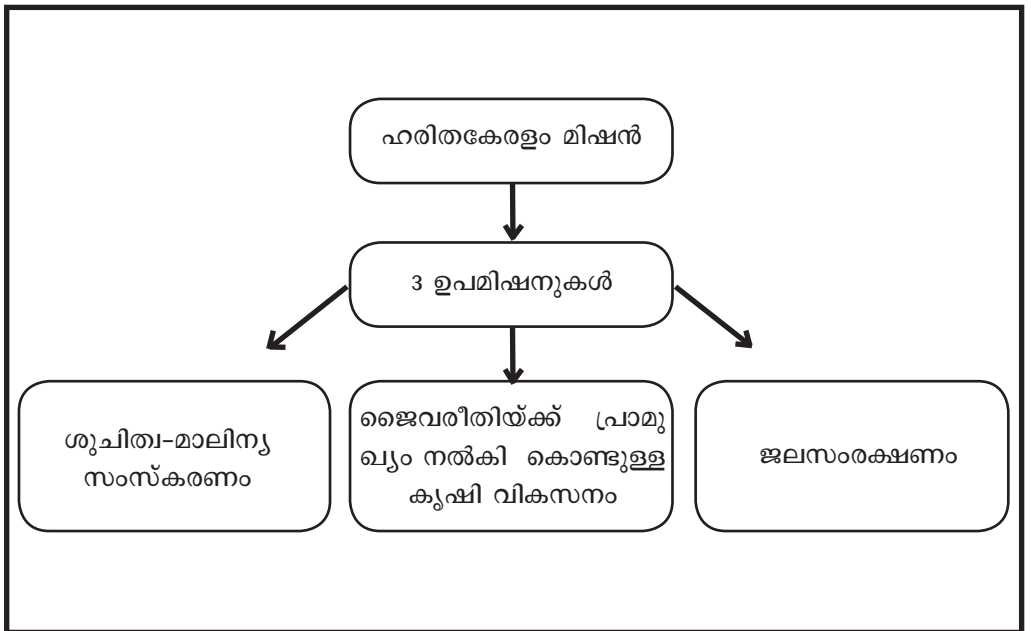 ഹരിതകേരളം മിഷൻ
3 ഉപമിഷനുകൾ
ശുചിത്വ-മാലിന്യ
സംസ്കരണം
ജൈവരീതിയ്ക്ക് പ്രാമു
ഖ്യം നൽകി കൊണ്ടുള്ള
കൃഷി വികസനം
ജലസംരക്ഷണം